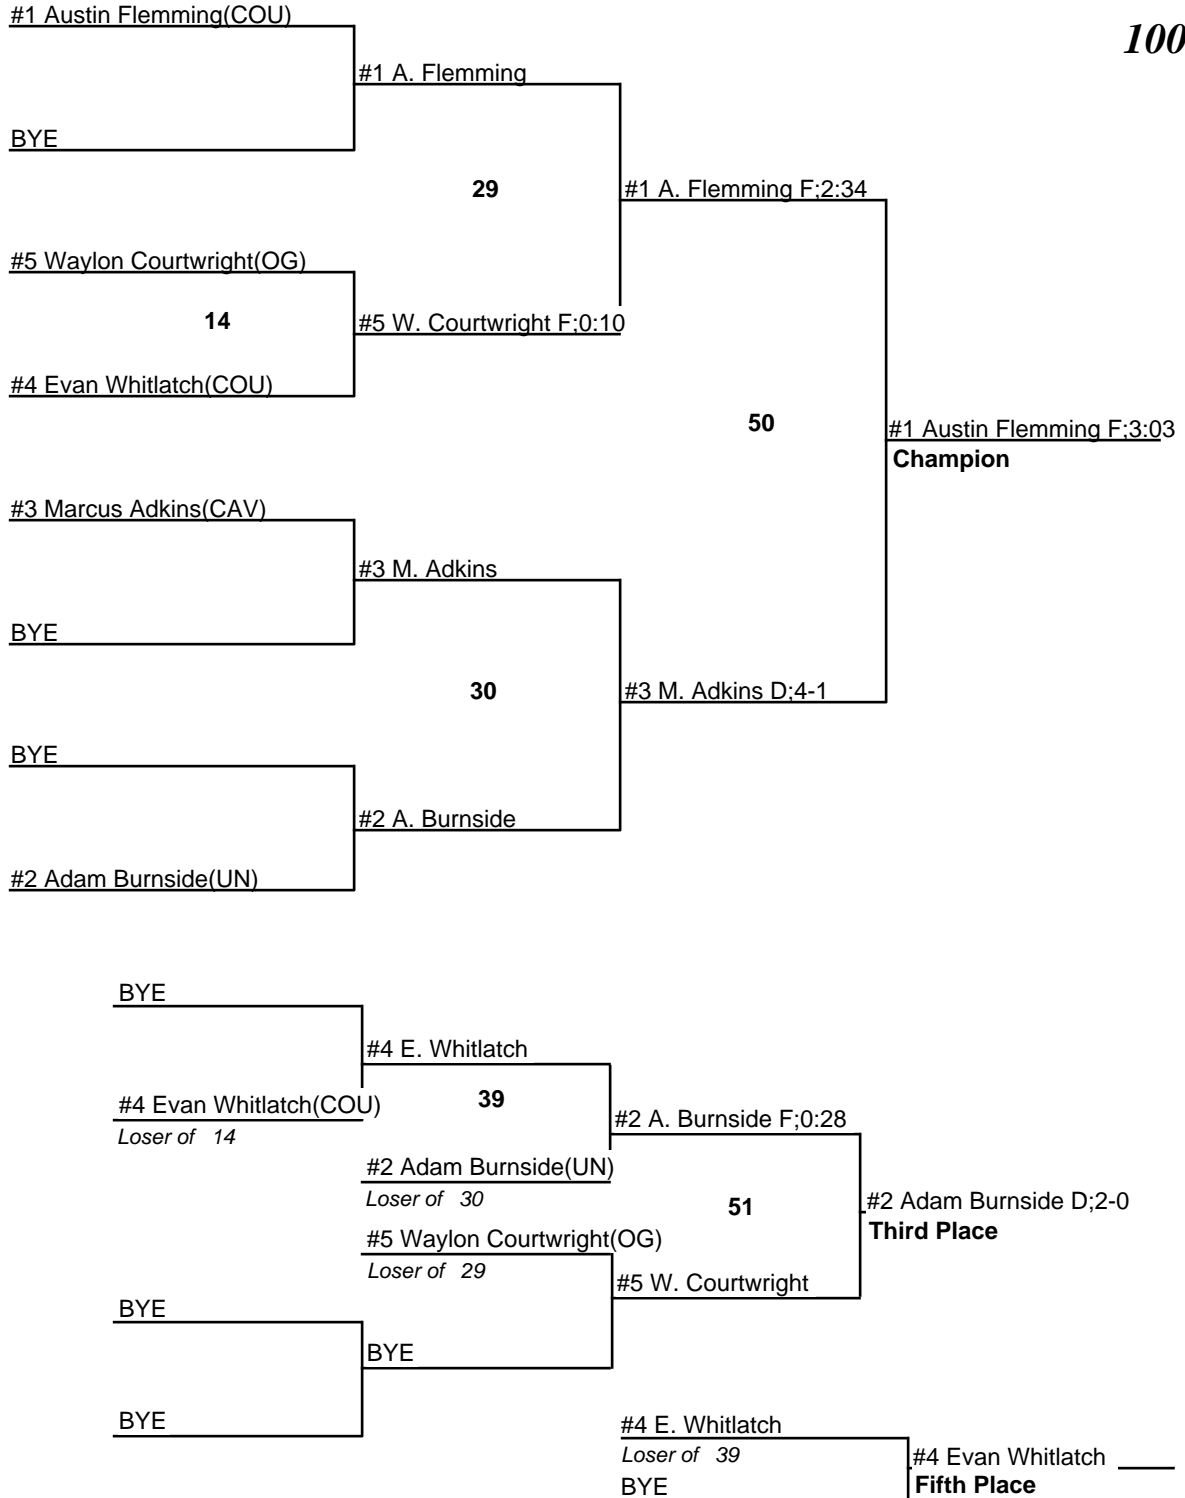 #1 Austin Flemming(COU)
100
#1 A. Flemming
BYE
29
#1 A. Flemming F;2:34
#5 Waylon Courtwright(OG)
14
#5 W. Courtwright F;0:10
#4 Evan Whitlatch(COU)
50
#1 Austin Flemming F;3:03
Champion
#3 Marcus Adkins(CAV)
#3 M. Adkins
BYE
30
#3 M. Adkins D;4-1
BYE
#2 A. Burnside
#2 Adam Burnside(UN)
BYE
#4 E. Whitlatch
39
#4 Evan Whitlatch(COU)
Loser of 14
#2 A. Burnside F;0:28
#2 Adam Burnside(UN)
Loser of 30
51
#2 Adam Burnside D;2-0
Third Place
#5 Waylon Courtwright(OG)
Loser of 29
#5 W. Courtwright
BYE
BYE
BYE
#4 E. Whitlatch
Loser of 39
#4 Evan Whitlatch
Fifth Place
BYE